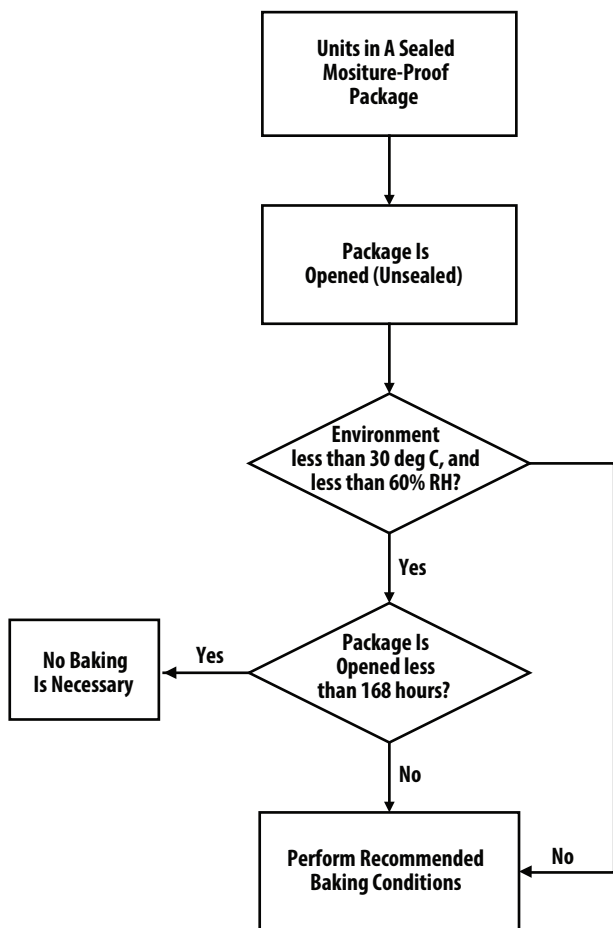 Units in A Sealed
Mositure-Proof
Package
Package Is
Opened (Unsealed)
Environment
less than 30 deg C, and
less than 60% RH?
Yes
Package Is
Opened less
than 168 hours?
Yes
No Baking
Is Necessary
No
Perform Recommended
Baking Conditions
No